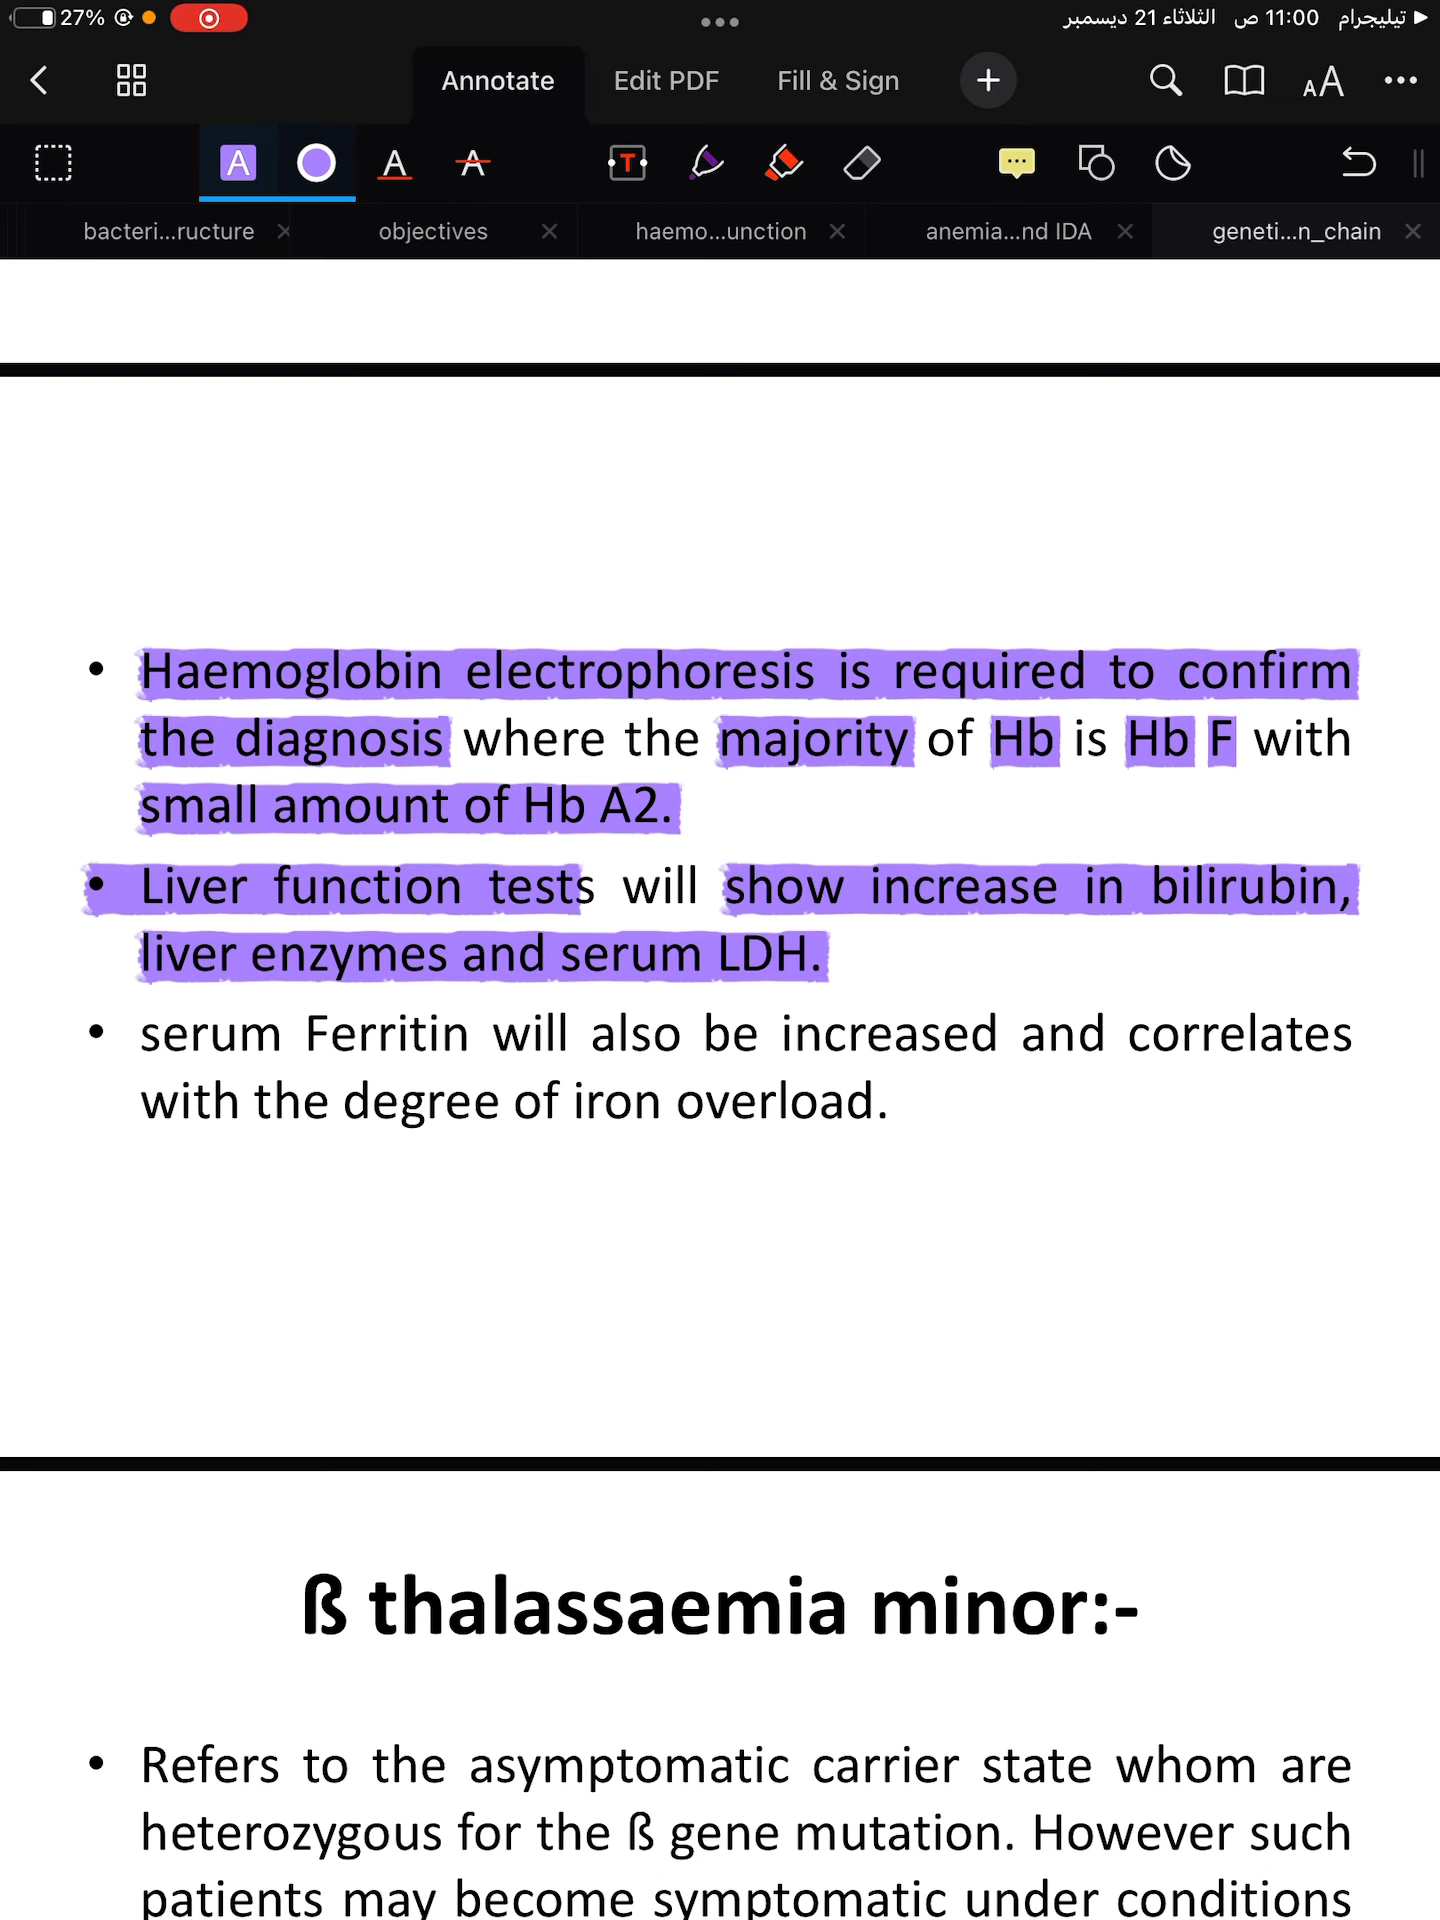 27% الثلاثاء 21 ديسمبر 11:00 ص تيليجرام
Annotate Edit PDF Fill & Sign AA
A A A T
bacteri...ructure objectives haemo...unction anemia...nd IDA geneti...n_chain
• Haemoglobin electrophoresis is required to confirm
the diagnosis where the majority of Hb is Hb F with
small amount of Hb A2.
• Liver function tests will show increase in bilirubin,
liver enzymes and serum LDH.
• serum Ferritin will also be increased and correlates
with the degree of iron overload.
ß thalassaemia minor:-
• Refers to the asymptomatic carrier state whom are
heterozygous for the ß gene mutation. However such
patients may become symptomatic under conditions